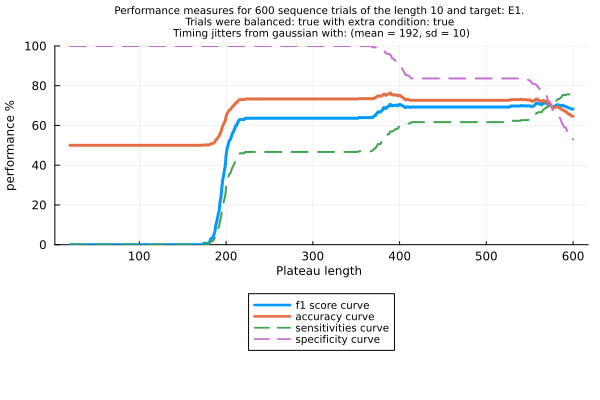 Performance measures for 600 sequence trials of the length 10 and target: E1.
Trials were balanced: true with extra condition: true
Timing jitters from gaussian with: (mean = 192, sd = 10)
100
80
60
40
20
0
performance %
100 200 300 400 500 600
Plateau length
f1 score curve
accuracy curve
sensitivities curve
specificity curve